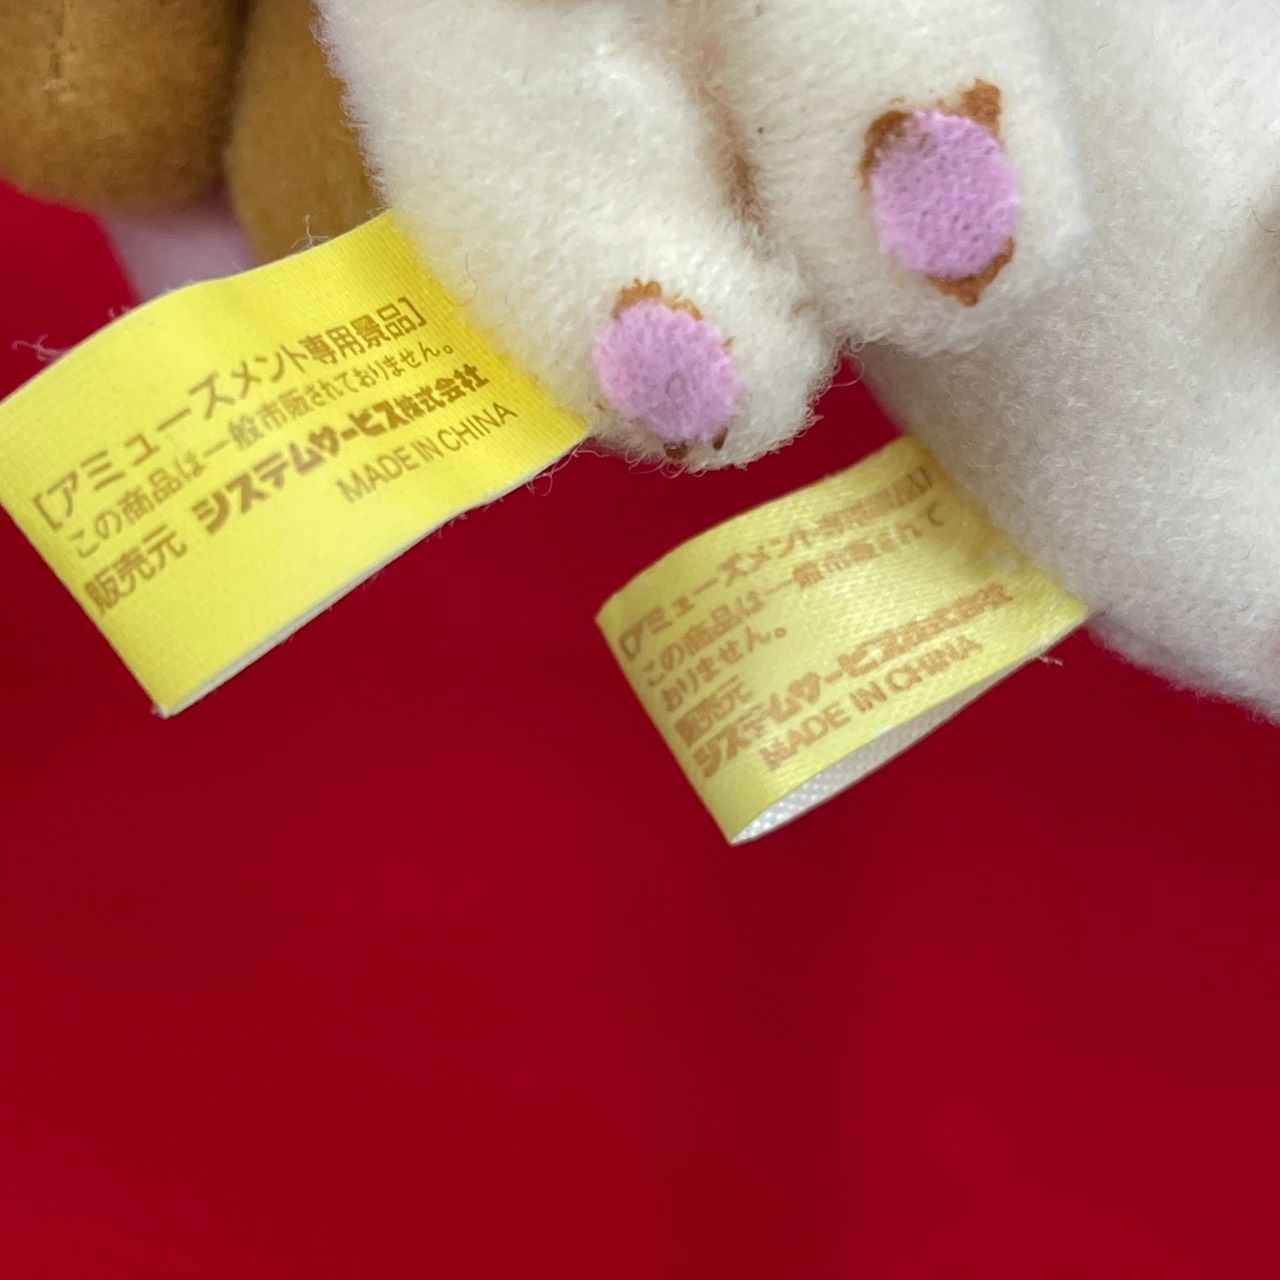 [アミューズメント専用景品]
この商品は一般市販されておりません。
販売元 システムサービス株式会社
MADE IN CHINA
[アミューズメント専用景品]
この商品は一般市販されて
おりません。
販売元
システムサービス株式会社
MADE IN CHINA